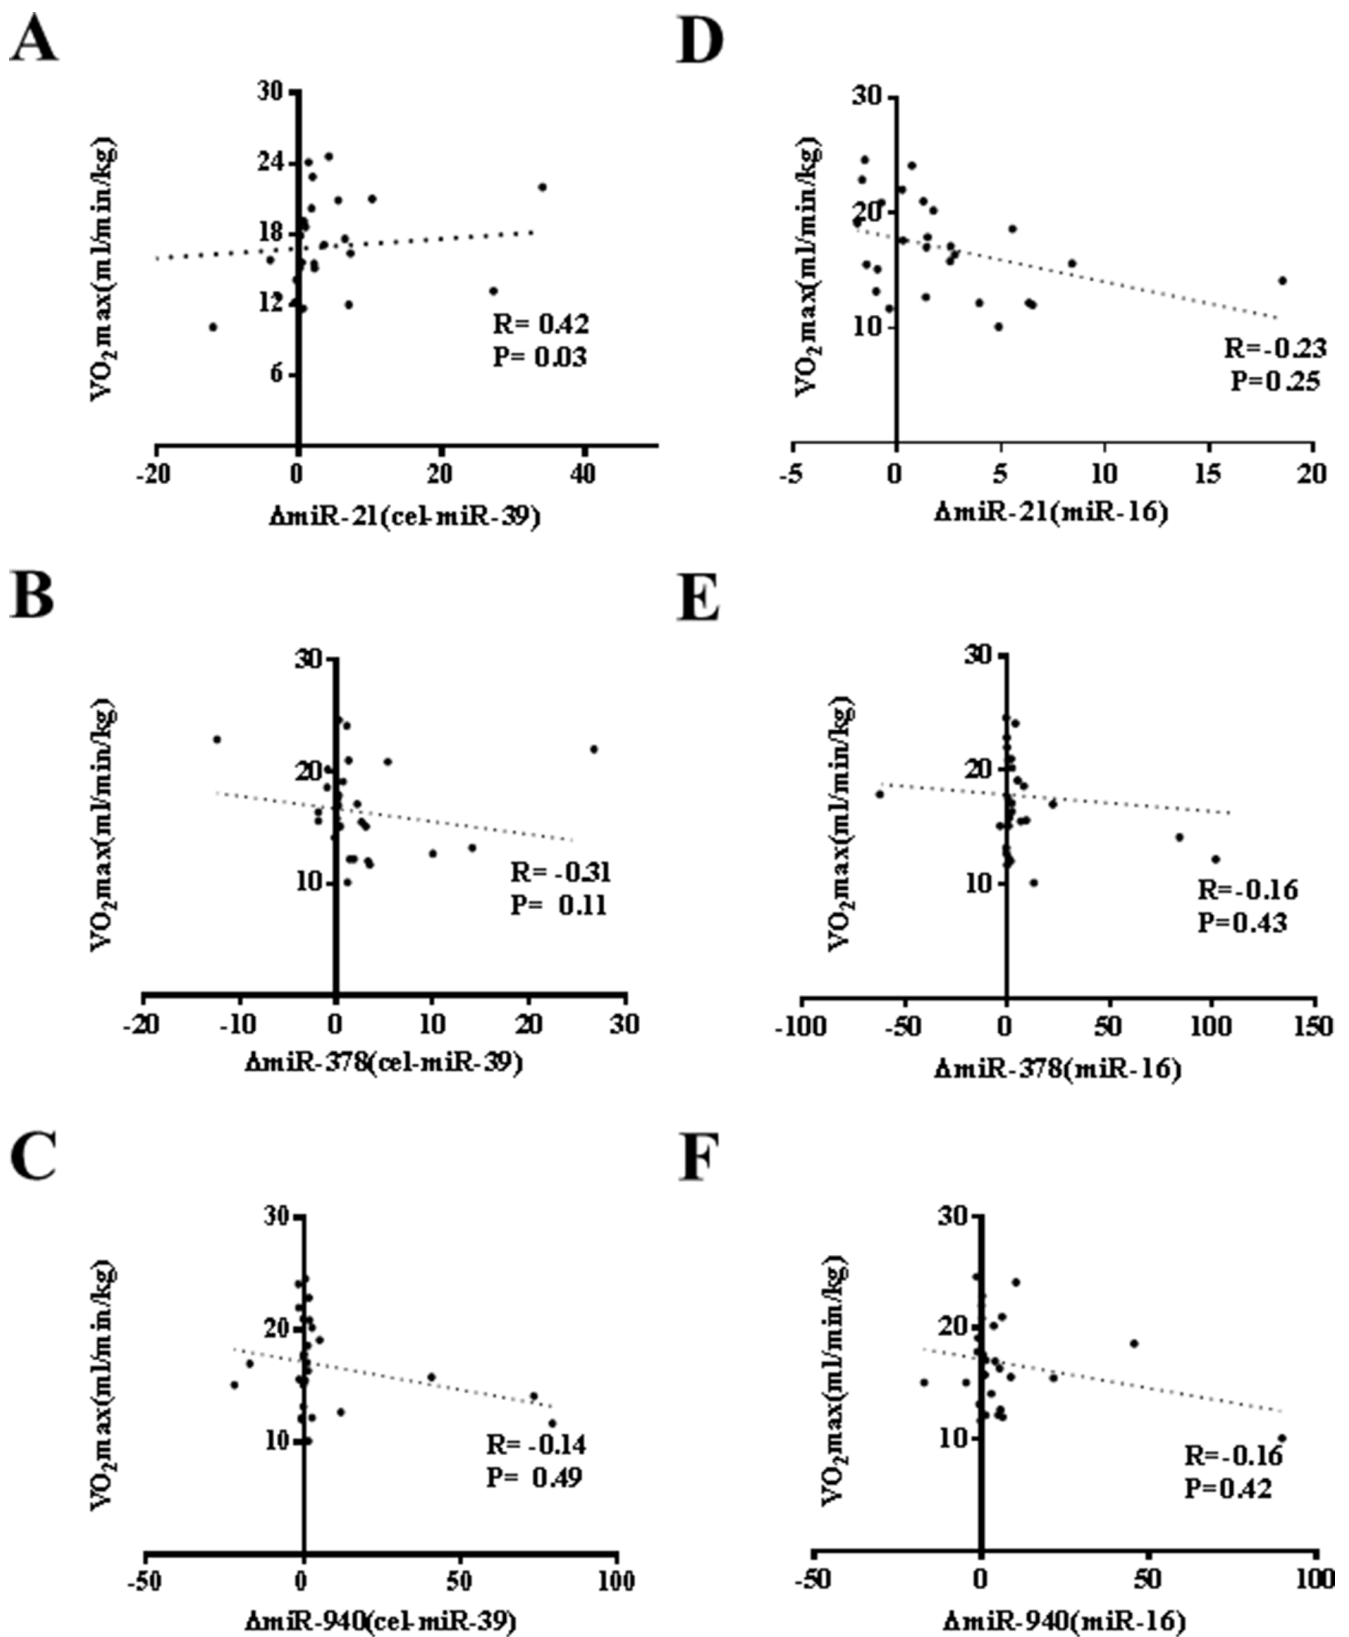 A
30
24
18
12
6
VO2max(ml/min/kg)
R= 0.42
P= 0.03
-20 0 20 40
ΔmiR-21(cel-miR-39)
D
30
20
10
VO2max(ml/min/kg)
R=-0.23
P=0.25
-5 0 5 10 15 20
ΔmiR-21(miR-16)
B
30
20
10
VO2max(ml/min/kg)
R= -0.31
P= 0.11
-20 -10 0 10 20 30
ΔmiR-378(cel-miR-39)
E
30
20
10
VO2max(ml/min/kg)
R=-0.16
P=0.43
-100 -50 0 50 100 150
ΔmiR-378(miR-16)
C
30
20
10
VO2max(ml/min/kg)
R= -0.14
P= 0.49
-50 0 50 100
ΔmiR-940(cel-miR-39)
F
30
20
10
VO2max(ml/min/kg)
R=-0.16
P=0.42
-50 0 50 100
ΔmiR-940(miR-16)